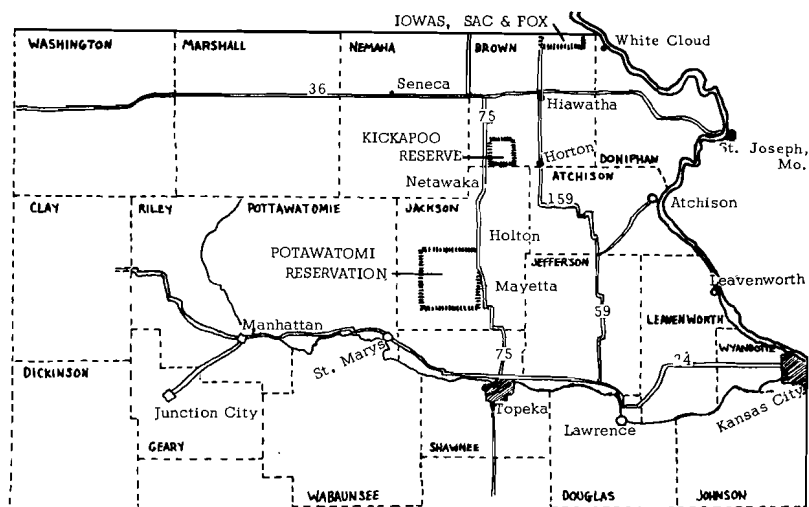 IOWAS, SAC & FOX
WASHINGTON
MARSHALL
NEMAHA
BROWN
White Cloud
Seneca
36
Hiawatha
75
KICKAPOO
RESERVE
Horton
DONIPHAN
St. Joseph,
Mo.
Netawaka
ATCHISON
159
Atchison
CLAY
RILEY
POTTAWATOMIE
JACKSON
Holton
POTAWATOMI
RESERVATION
JEFFERSON
Mayetta
Leavenworth
59
LEAVENWORTH
Manhattan
St. Marys
75
WYANDOTTE
24
DICKINSON
Junction City
Topeka
Kansas City
Lawrence
GEARY
SHAWNEE
WABAUNSEE
DOUGLAS
JOHNSON